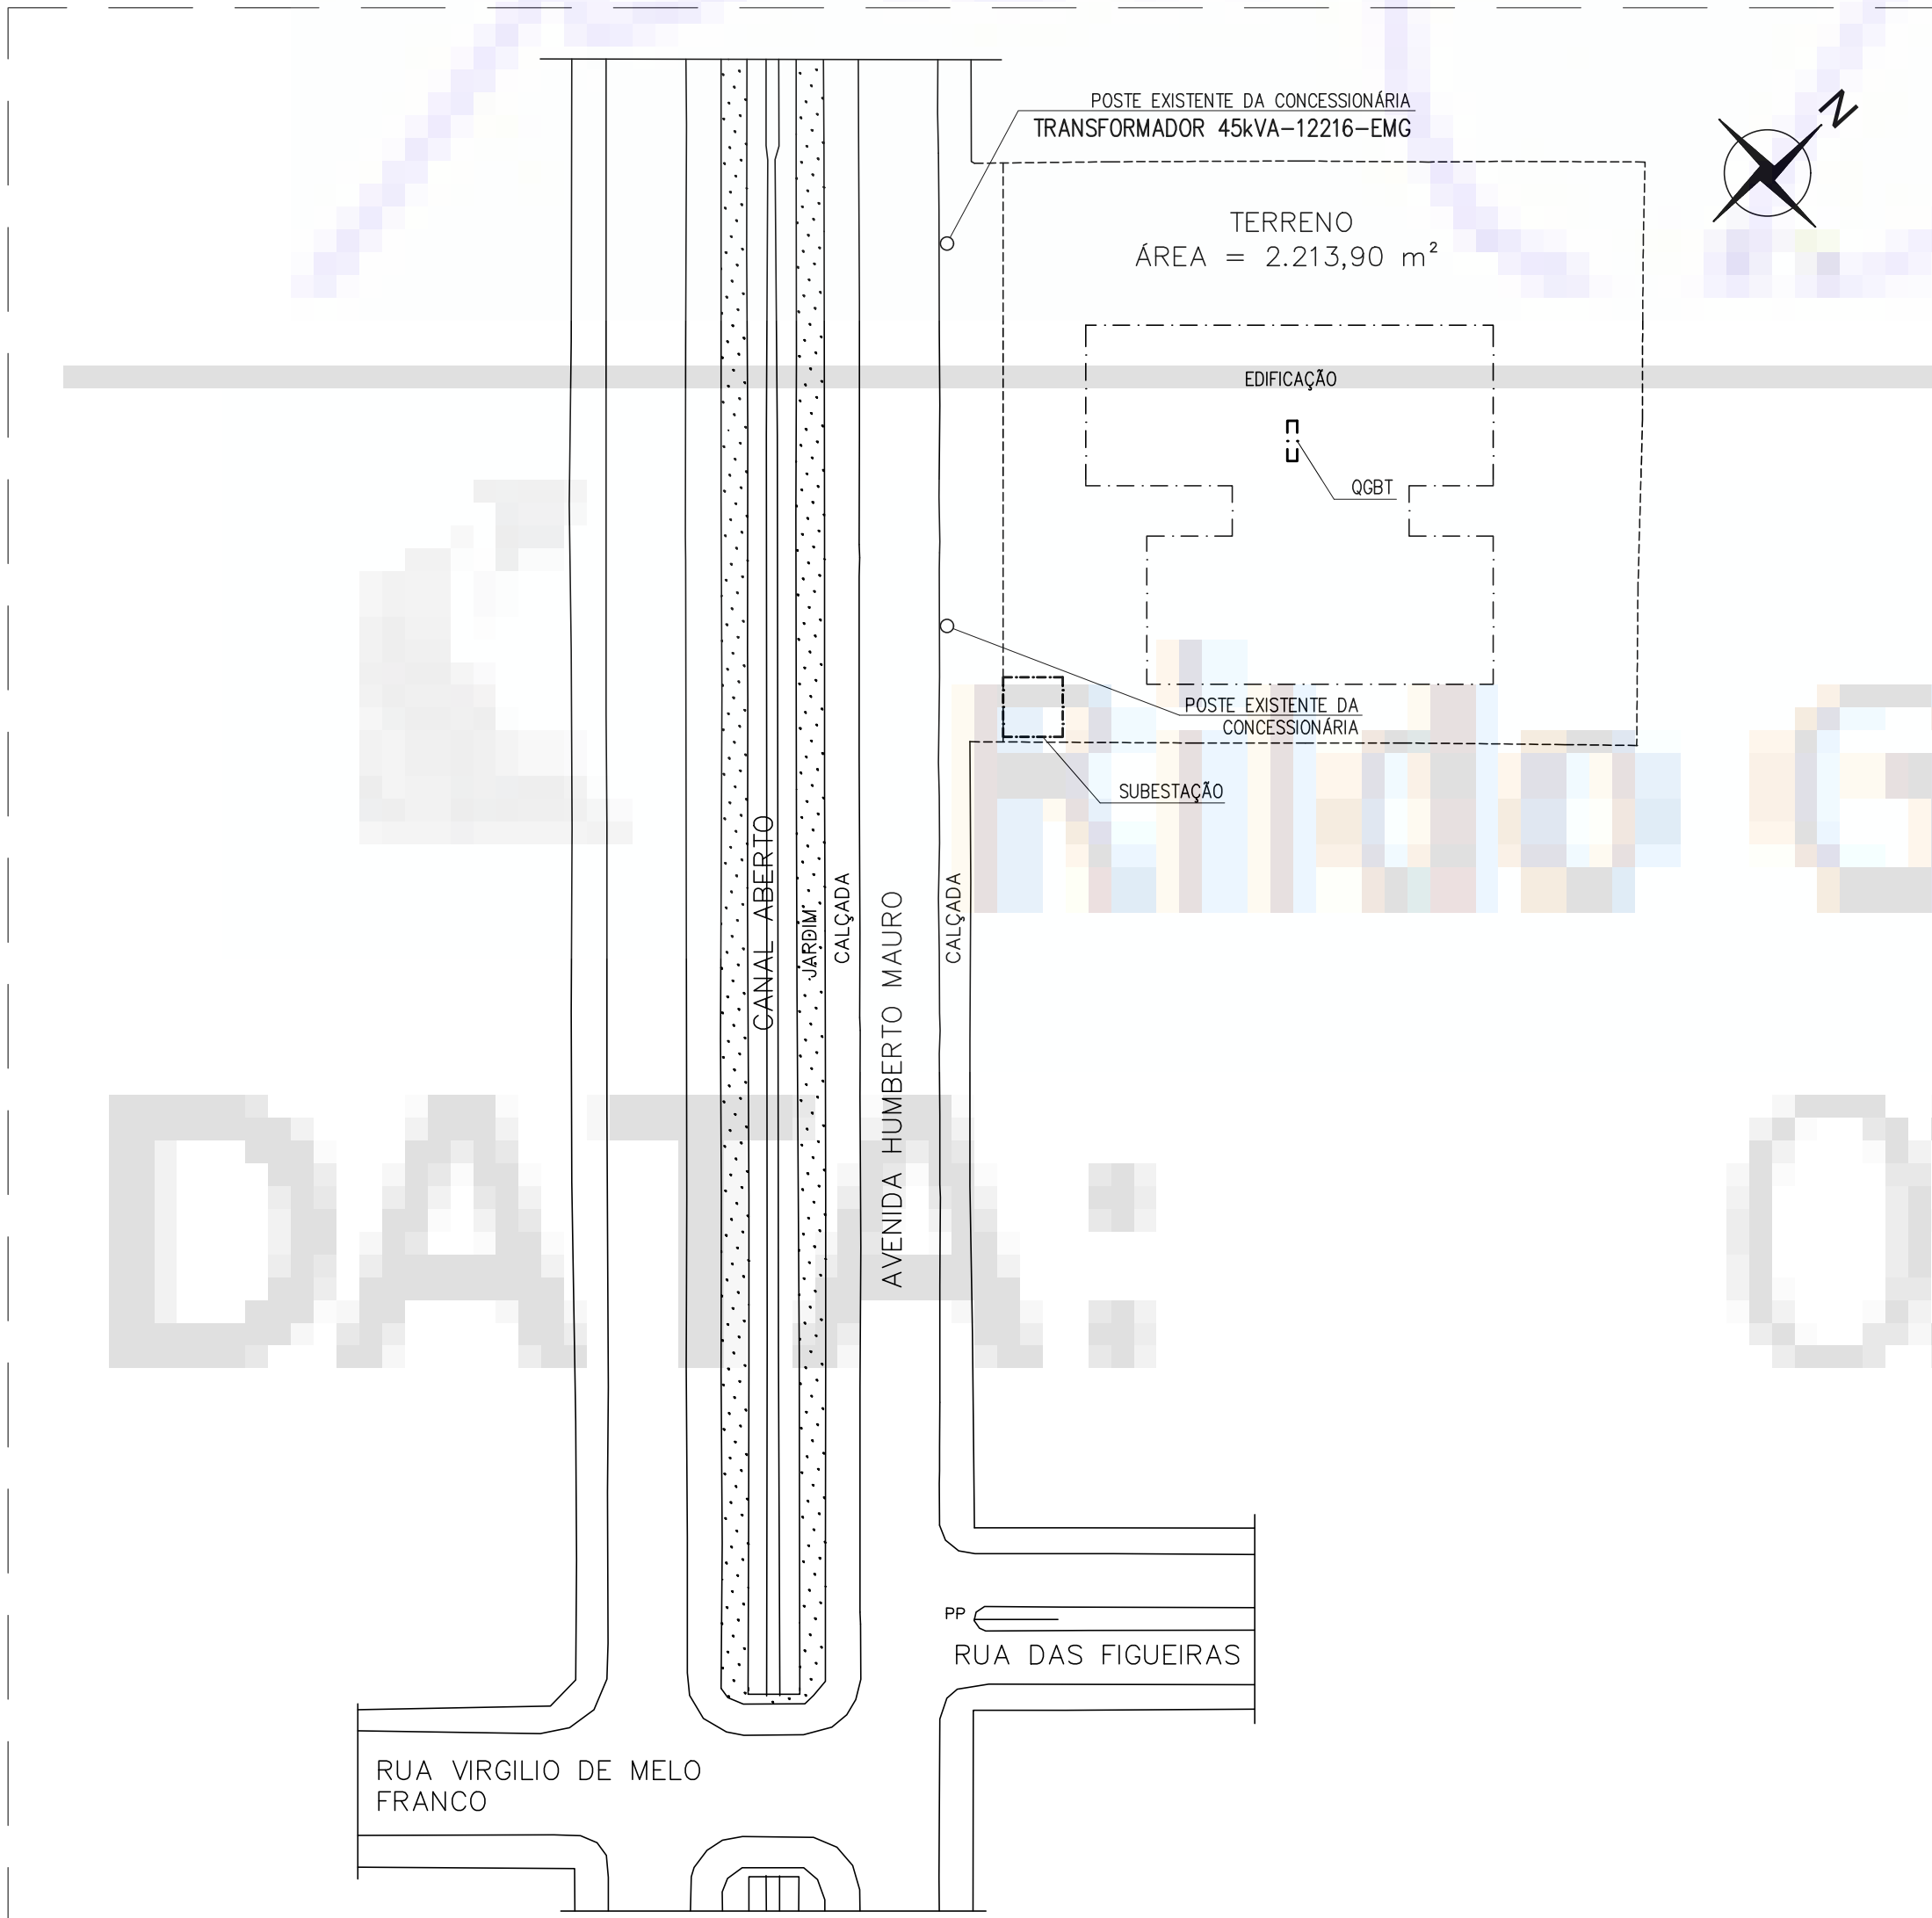 POSTE EXISTENTE DA CONCESSIONÁRIA
TRANSFORMADOR 45kVA-12216-EMG
N
TERRENO
ÁREA = 2.213,90 m²
EDIFICAÇÃO
QGBT
POSTE EXISTENTE DA
CONCESSIONÁRIA
SUBESTAÇÃO
CANAL ABERTO
JARDIM
CALÇADA
AVENIDA HUMBERTO MAURO
CALÇADA
DATA:
PP
RUA DAS FIGUEIRAS
RUA VIRGILIO DE MELO
FRANCO